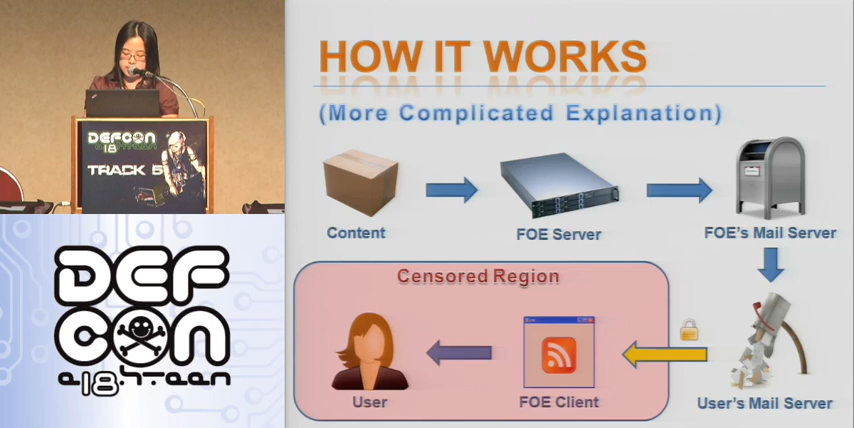 DEFCON
18
TRACK 5
DEF
CON
e18hteen
HOW IT WORKS
(More Complicated Explanation)
Content
FOE Server
FOE's Mail Server
Censored Region
User
FOE Client
User's Mail Server